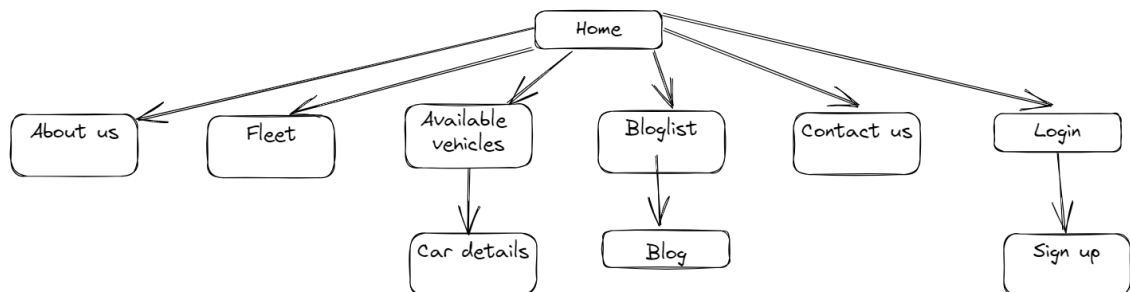 Home
About us
Fleet
Available
vehicles
Bloglist
Contact us
Login
Car details
Blog
Sign up